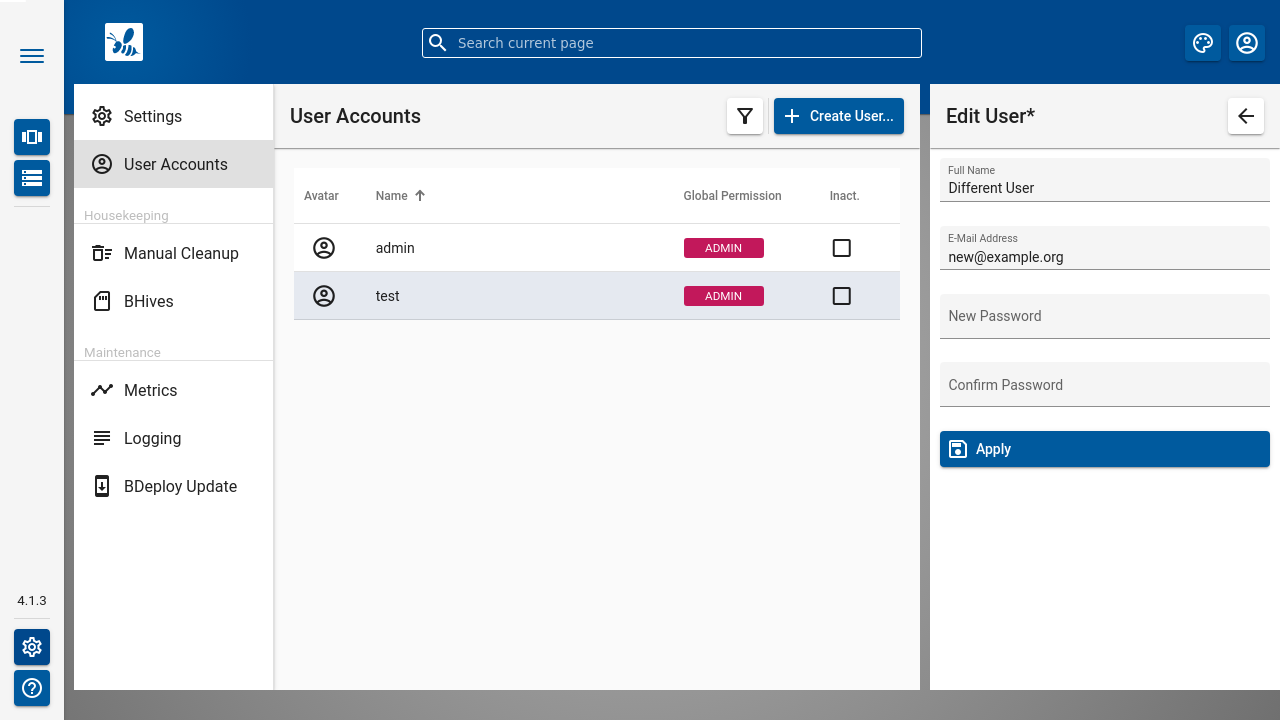 Search current page
Settings
User Accounts
Housekeeping
Manual Cleanup
BHives
Maintenance
Metrics
Logging
BDeploy Update
4.1.3
User Accounts
Create User...
Avatar Name Global Permission Inact.
admin ADMIN
test ADMIN
Edit User*
Full Name
Different User
E-Mail Address
new@example.org
New Password
Confirm Password
Apply